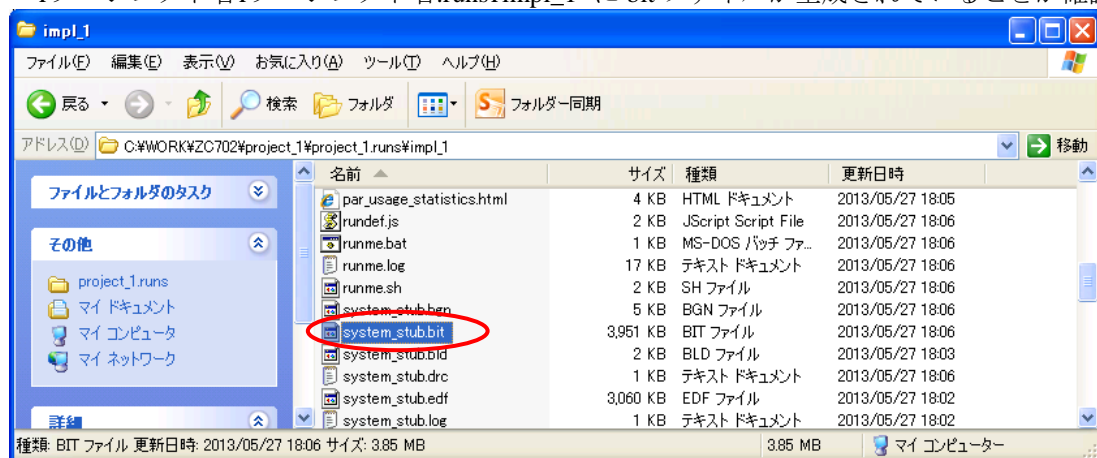 impl_1
ファイル(F) 編集(E) 表示(V) お気に入り(A) ツール(T) ヘルプ(H)
戻る 検索 フォルダ フォルダー同期
アドレス(D) C:¥WORK¥ZC702¥project_1¥project_1.runs¥impl_1 移動
ファイルとフォルダのタスク
その他
project_1.runs
マイ ドキュメント
マイ コンピュータ
マイ ネットワーク
詳細
名前 サイズ 種類 更新日時
par_usage_statistics.html 4 KB HTML ドキュメント 2013/05/27 18:05
rundef.js 2 KB JScript Script File 2013/05/27 18:06
runme.bat 1 KB MS-DOS バッチ ファ... 2013/05/27 18:06
runme.log 17 KB テキスト ドキュメント 2013/05/27 18:06
runme.sh 2 KB SH ファイル 2013/05/27 18:06
system_stub.bgn 5 KB BGN ファイル 2013/05/27 18:06
system_stub.bit 3,951 KB BIT ファイル 2013/05/27 18:06
system_stub.bld 2 KB BLD ファイル 2013/05/27 18:03
system_stub.drc 1 KB テキスト ドキュメント 2013/05/27 18:06
system_stub.edf 3,060 KB EDF ファイル 2013/05/27 18:02
system_stub.log 1 KB テキスト ドキュメント 2013/05/27 18:02
種類: BIT ファイル 更新日時: 2013/05/27 18:06 サイズ: 3.85 MB 3.85 MB マイ コンピューター